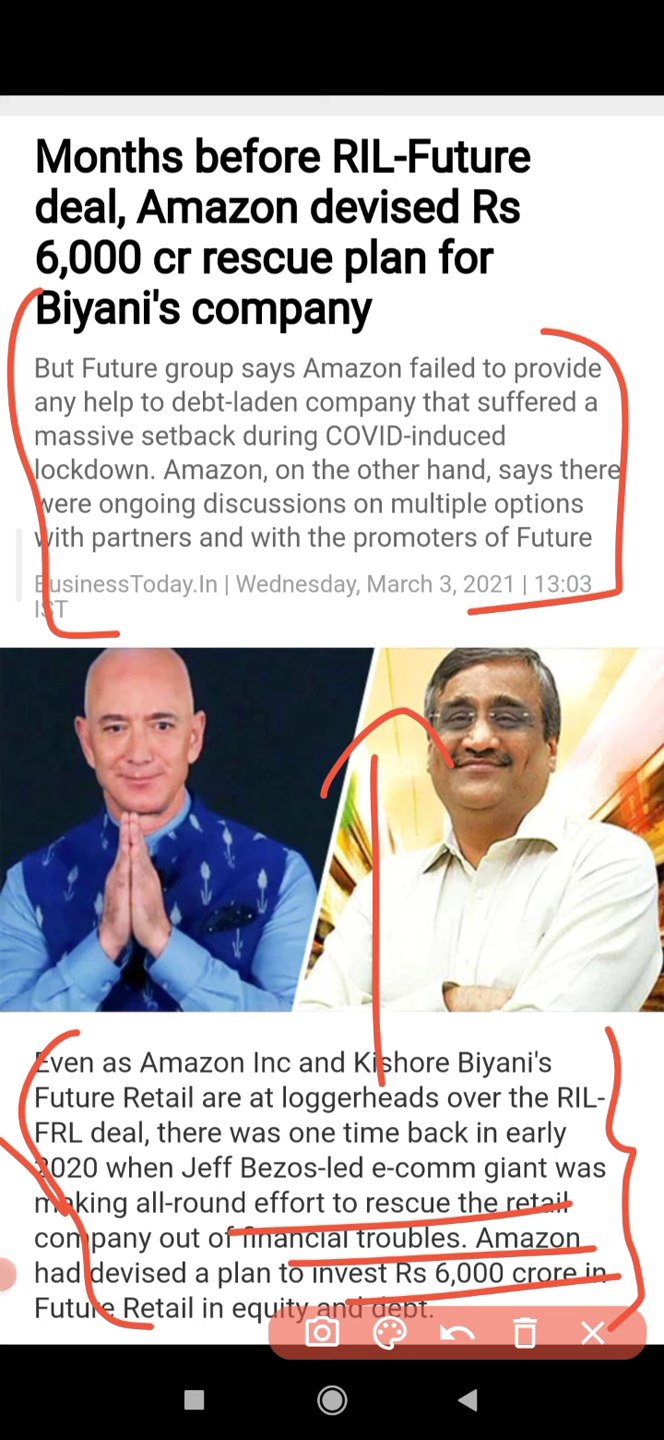 Months before RIL-Future
deal, Amazon devised Rs
6,000 cr rescue plan for
Biyani's company
But Future group says Amazon failed to provide
any help to debt-laden company that suffered a
massive setback during COVID-induced
lockdown. Amazon, on the other hand, says there
were ongoing discussions on multiple options
with partners and with the promoters of Future
BusinessToday.In | Wednesday, March 3, 2021 | 13:03
IST
Even as Amazon Inc and Kishore Biyani's
Future Retail are at loggerheads over the RIL-
FRL deal, there was one time back in early
2020 when Jeff Bezos-led e-comm giant was
making all-round effort to rescue the retail
company out of financial troubles. Amazon
had devised a plan to invest Rs 6,000 crore in
Future Retail in equity and debt.